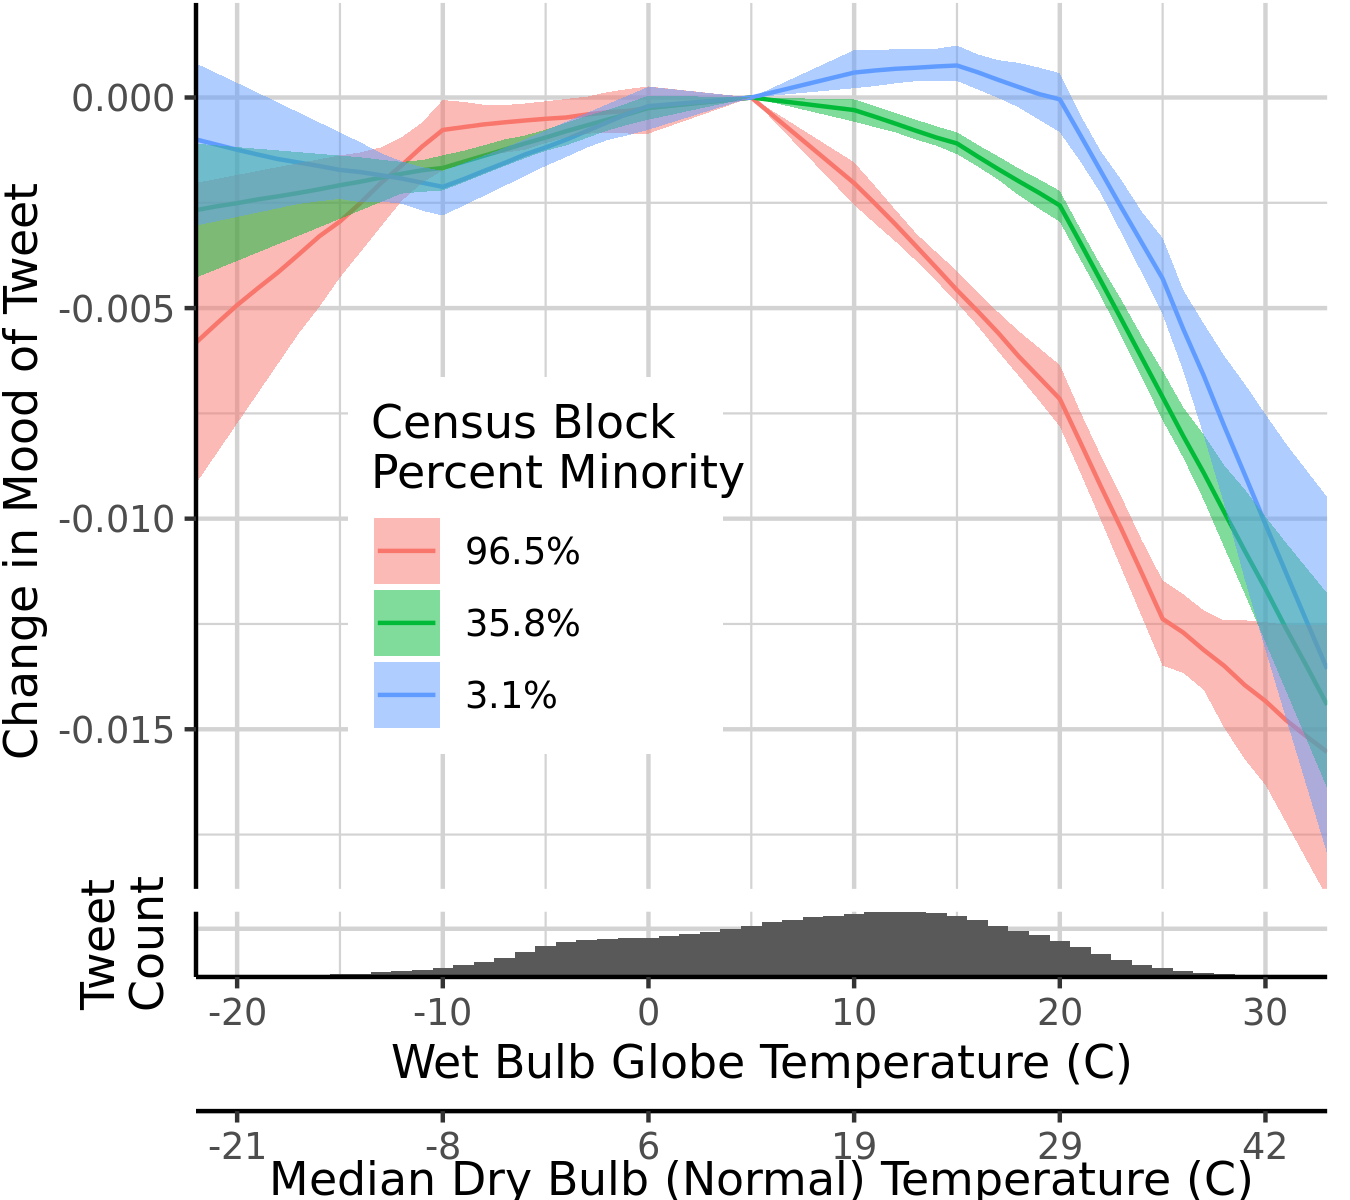 Change in Mood of Tweet
0.000
-0.005
-0.010
-0.015
Census Block
Percent Minority
96.5%
35.8%
3.1%
Tweet
Count
-20 -10 0 10 20 30
Wet Bulb Globe Temperature (C)
-21 -8 6 19 29 42
Median Dry Bulb (Normal) Temperature (C)